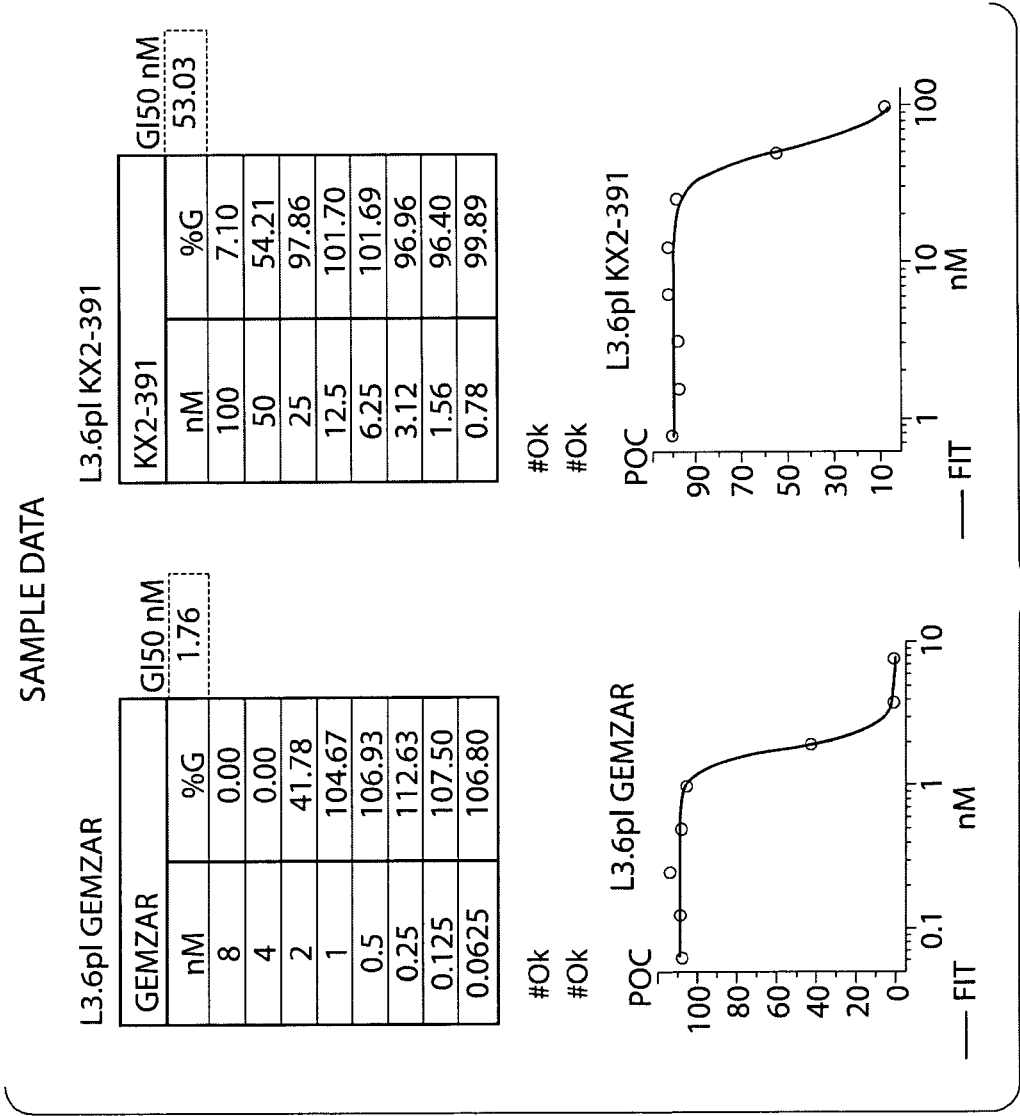 SAMPLE DATA
L3.6pl GEMZAR
GEMZAR
GI50 nM
nM %G
1.76
8 0.00
4 0.00
2 41.78
1 104.67
0.5 106.93
0.25 112.63
0.125 107.50
0.0625 106.80
#Ok
#Ok
POC
L3.6pl GEMZAR
100
80
60
40
20
0
0.1 1 10
nM
FIT
L3.6pl KX2-391
KX2-391
GI50 nM
nM %G
53.03
100 7.10
50 54.21
25 97.86
12.5 101.70
6.25 101.69
3.12 96.96
1.56 96.40
0.78 99.89
#Ok
#Ok
POC
L3.6pl KX2-391
90
70
50
30
10
1 10 100
nM
FIT